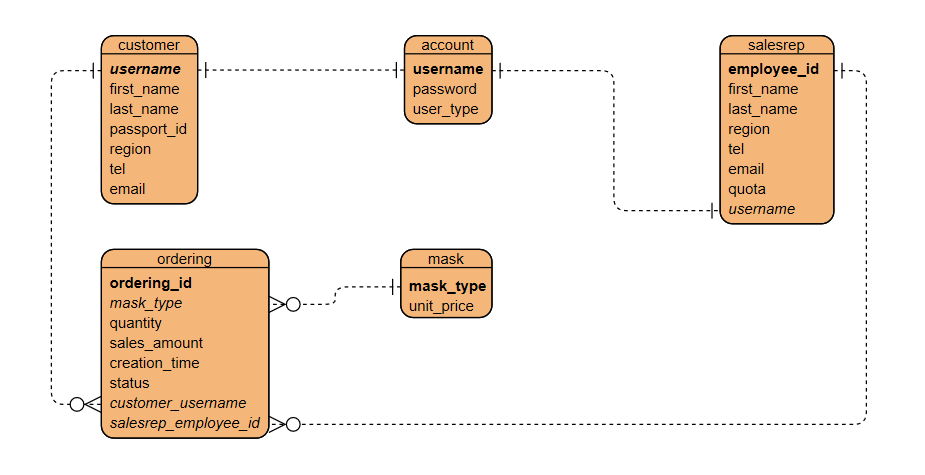 customer
username
first_name
last_name
passport_id
region
tel
email
account
username
password
user_type
salesrep
employee_id
first_name
last_name
region
tel
email
quota
username
ordering
ordering_id
mask_type
quantity
sales_amount
creation_time
status
customer_username
salesrep_employee_id
mask
mask_type
unit_price